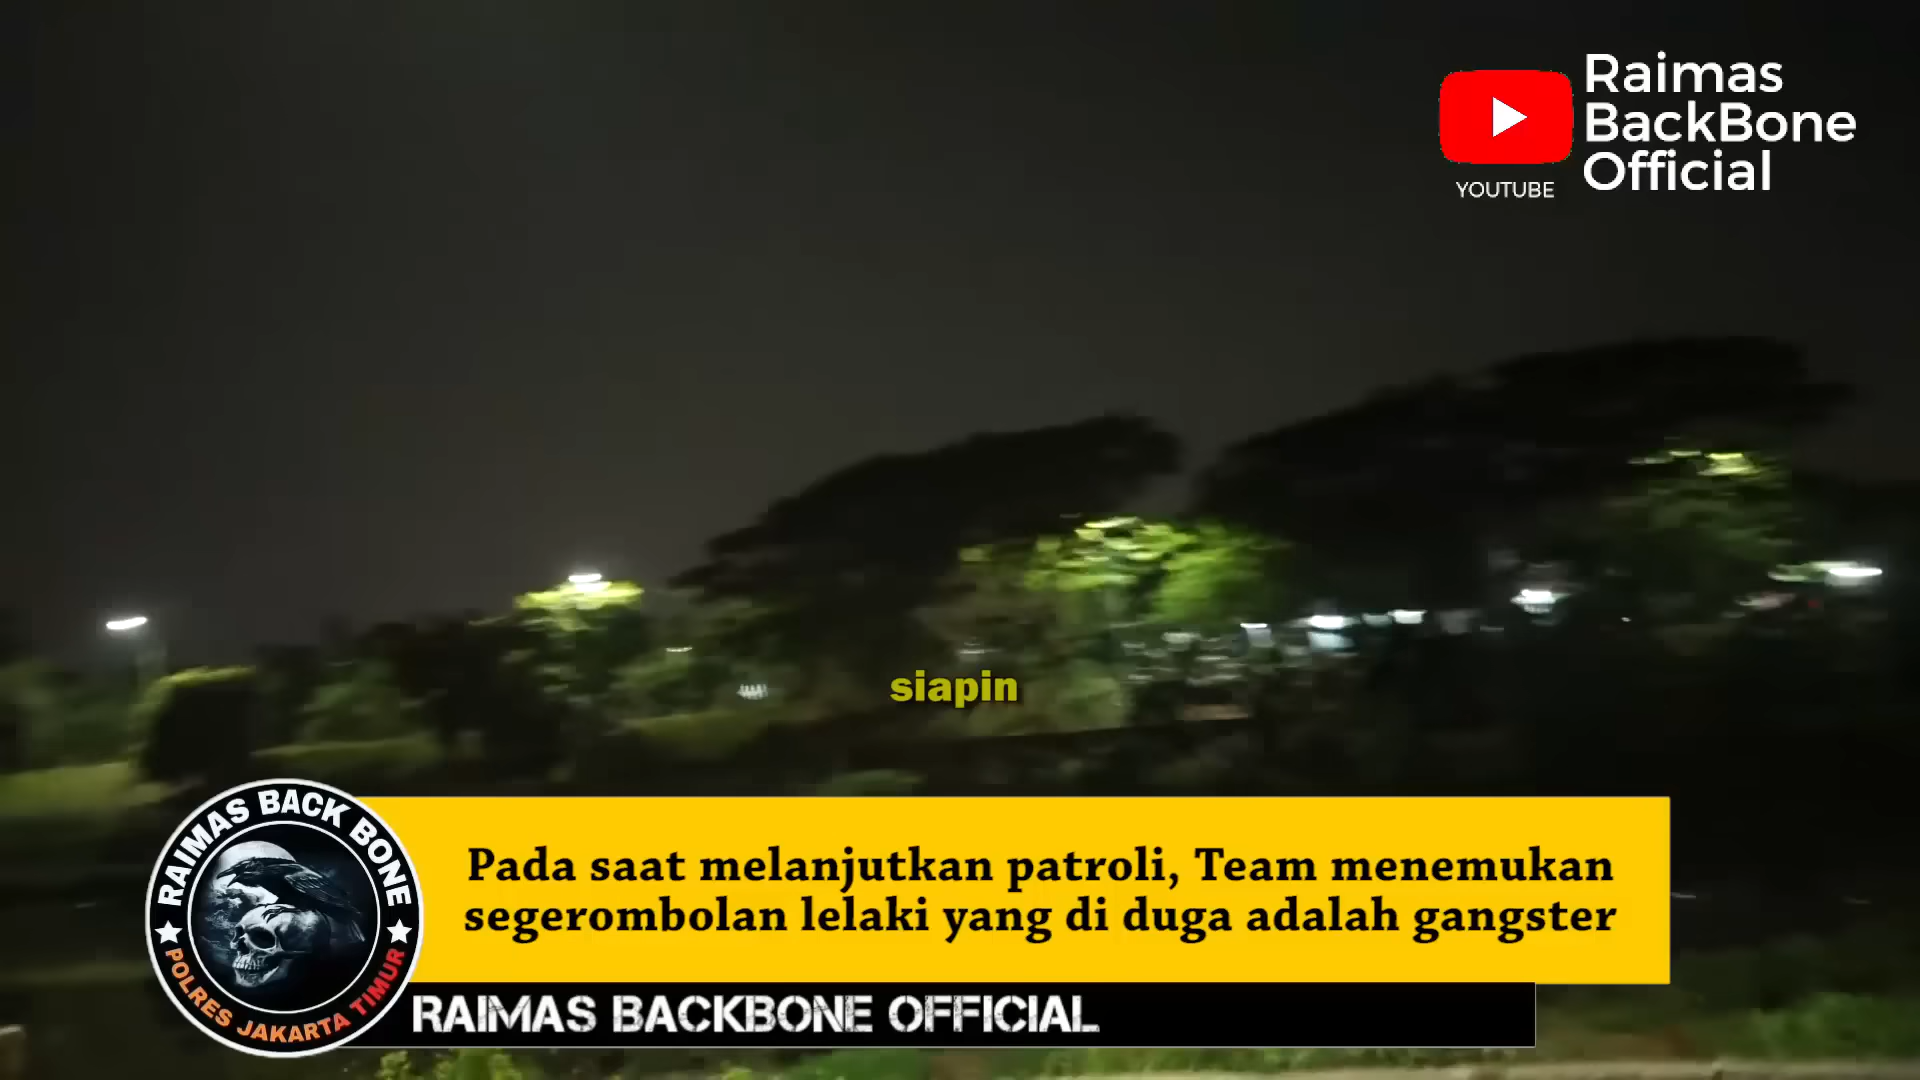 Raimas
BackBone
Official
YOUTUBE
siapin
RAIMAS BACK BONE
POLRES JAKARTA TIMUR
Pada saat melanjutkan patroli, Team menemukan
segerombolan lelaki yang di duga adalah gangster
RAIMAS BACKBONE OFFICIAL